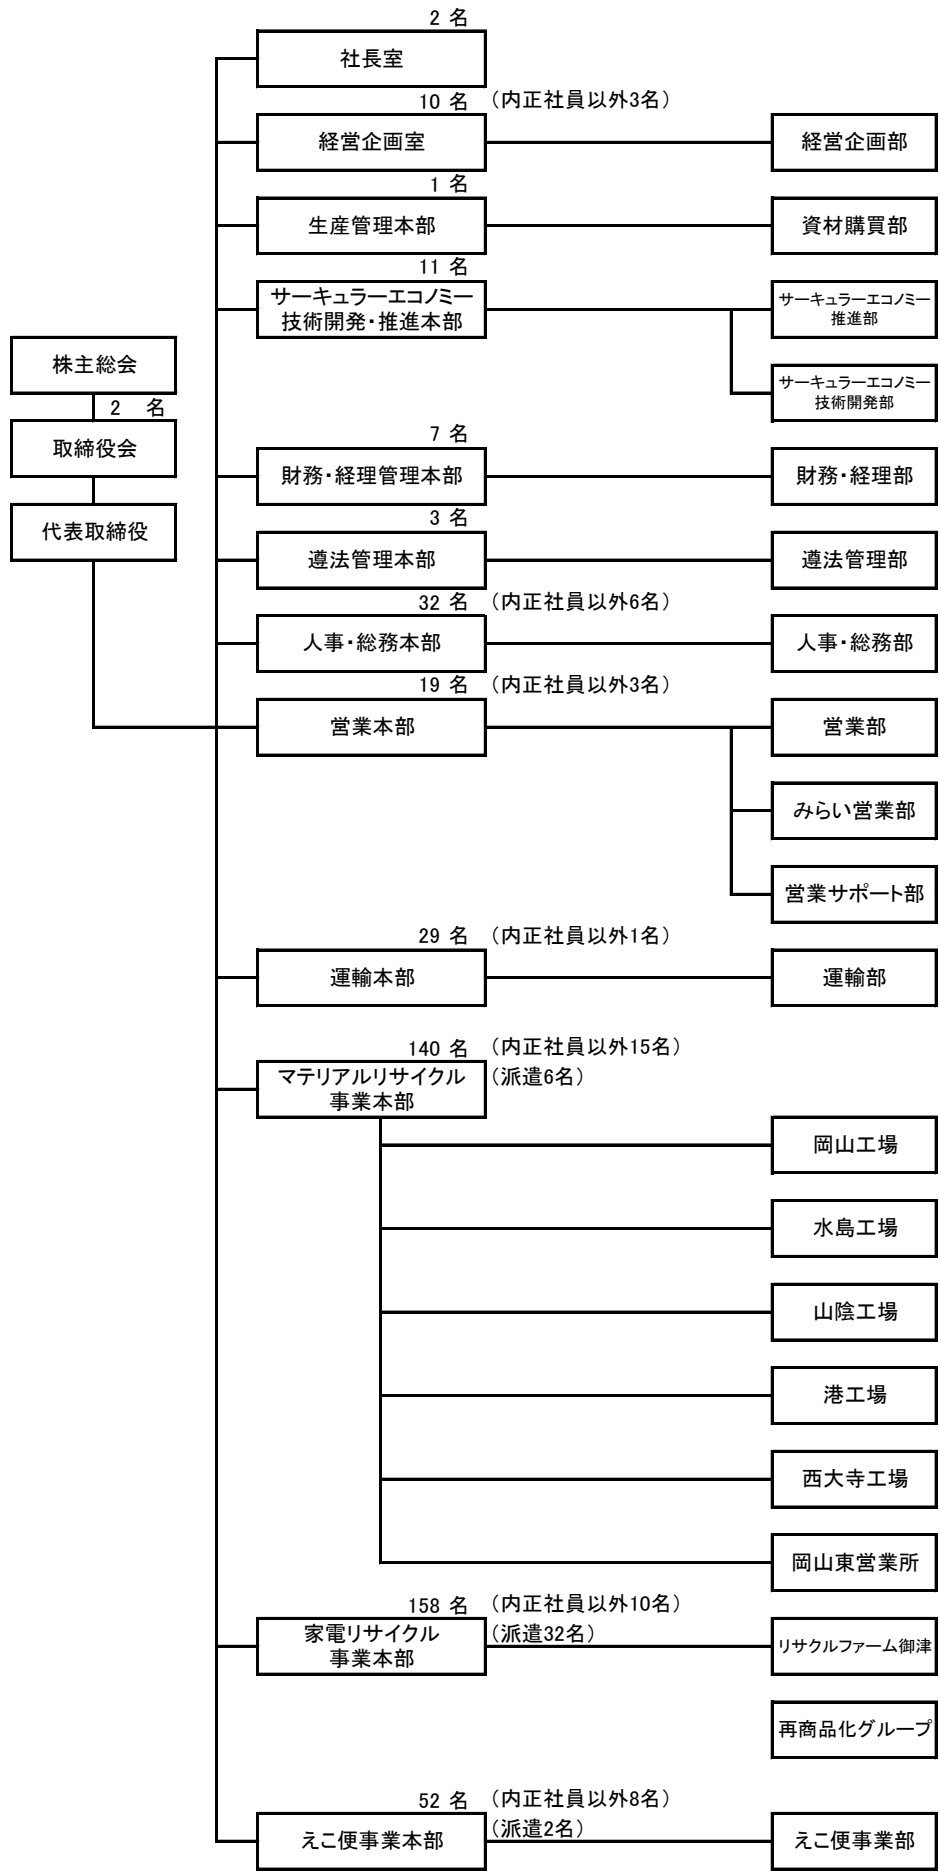 2 名
社長室
10 名 （内正社員以外3名）
経営企画室
経営企画部
1 名
生産管理本部
資材購買部
11 名
サーキュラーエコノミー
技術開発・推進本部
サーキュラーエコノミー
推進部
サーキュラーエコノミー
技術開発部
株主総会
2 名
取締役会
代表取締役
7 名
財務・経理管理本部
財務・経理部
3 名
遵法管理本部
遵法管理部
32 名 （内正社員以外6名）
人事・総務本部
人事・総務部
19 名 （内正社員以外3名）
営業本部
営業部
みらい営業部
営業サポート部
29 名 （内正社員以外1名）
運輸本部
運輸部
140 名 （内正社員以外15名）
（派遣6名）
マテリアルリサイクル
事業本部
岡山工場
水島工場
山陰工場
港工場
西大寺工場
岡山東営業所
158 名 （内正社員以外10名）
（派遣32名）
家電リサイクル
事業本部
リサクルファーム御津
再商品化グループ
52 名 （内正社員以外8名）
（派遣2名）
えこ便事業本部
えこ便事業部